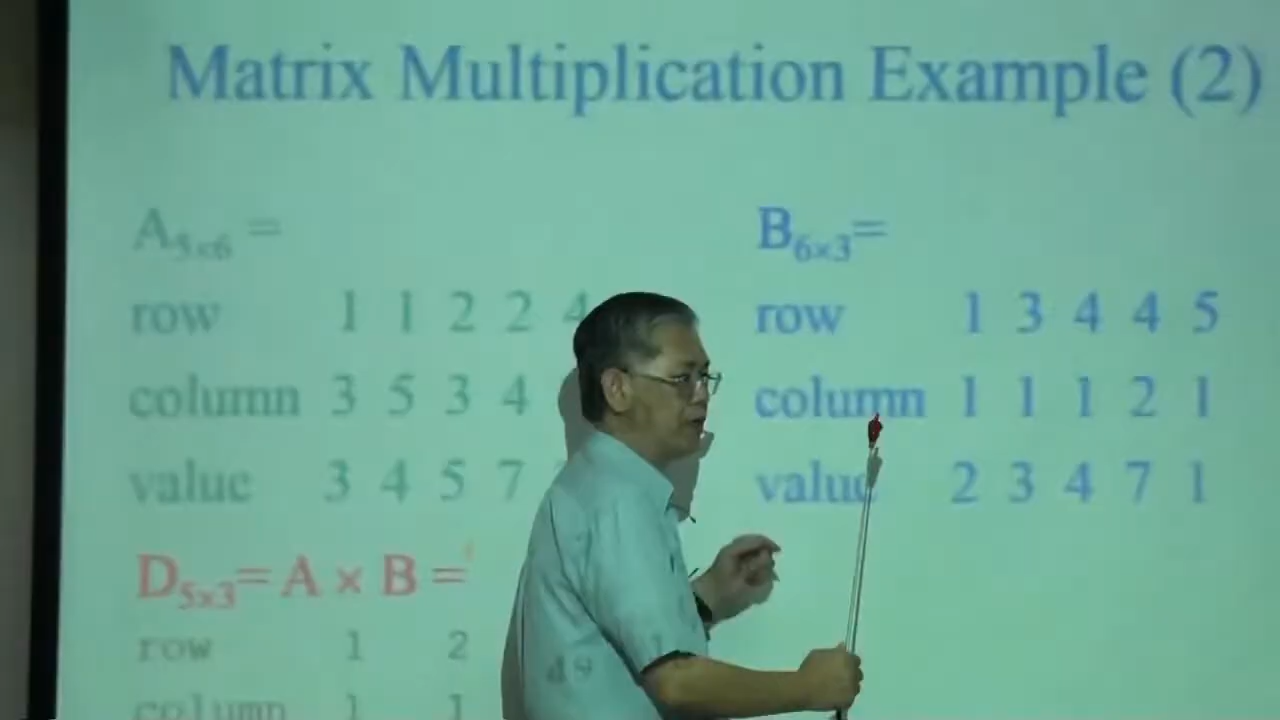 Matrix Multiplication Example (2)
A5×6 =
row 1 1 2 2 4
column 3 5 3 4
value 3 4 5 7
B6×3=
row 1 3 4 4 5
column 1 1 1 2 1
value 2 3 4 7 1
D5×3= A × B =
row 1 2
column 1 1